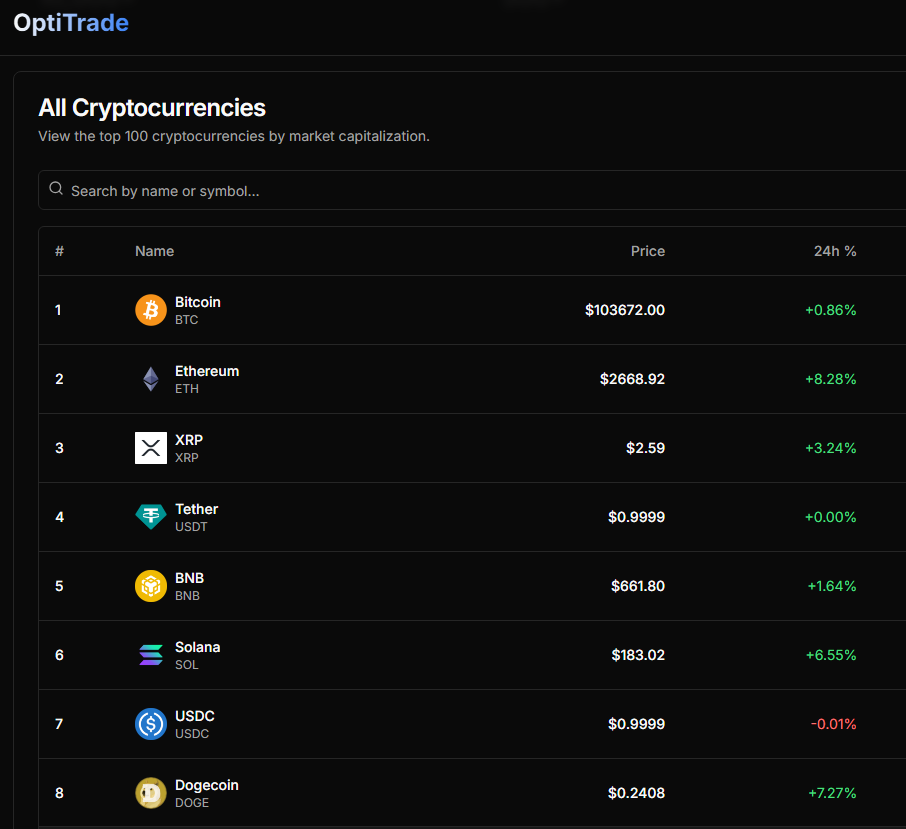 OptiTrade
All Cryptocurrencies
View the top 100 cryptocurrencies by market capitalization.
Search by name or symbol...
# Name Price 24h %
1 Bitcoin $103672.00 +0.86%
BTC
2 Ethereum $2668.92 +8.28%
ETH
3 XRP $2.59 +3.24%
XRP
4 Tether $0.9999 +0.00%
USDT
5 BNB $661.80 +1.64%
BNB
6 Solana $183.02 +6.55%
SOL
7 USDC $0.9999 -0.01%
USDC
8 Dogecoin $0.2408 +7.27%
DOGE